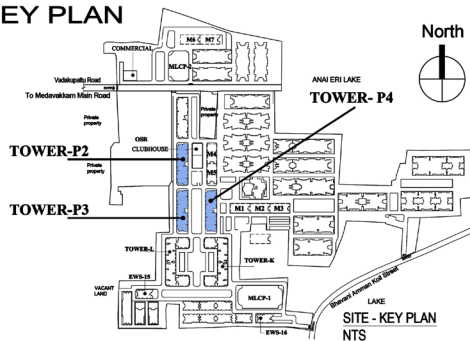 EY PLAN
North
COMMERCIAL
M6 M7
MLCP-2
Vadakupattu Road
To Medavakkam Main Road
ANAI ERI LAKE
TOWER- P4
Private
property
Private
property
OSR
CLUBHOUSE
M4
TOWER-P2
Private
property
M5
TOWER-P3
M1 M2 M3
TOWER-L
TOWER-K
EWS-15
VACANT
LAND
MLCP-1
Bhavani Amman Koil Street
LAKE
EWS-16
SITE - KEY PLAN
NTS